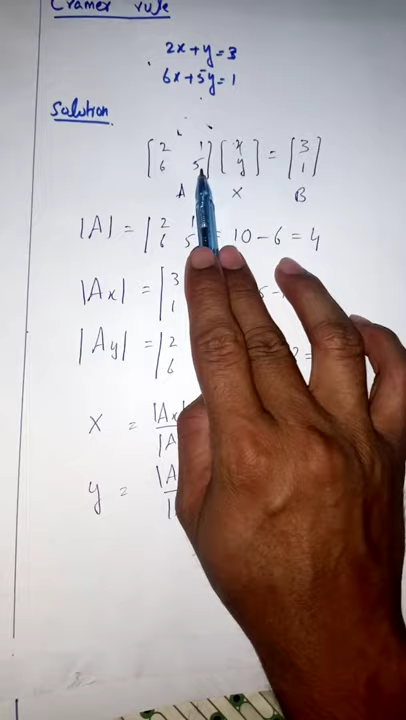 Cramer rule
2x+y=3
6x+5y=1
Solution
[2 1] [x] = [3]
[6 5] [y] [1]
A X B
|A| = |2 1; 6 5| = 10-6 = 4
|Ax| = |3
1
|Ay| = |2
6
x = |Ax|
|A
y = |A